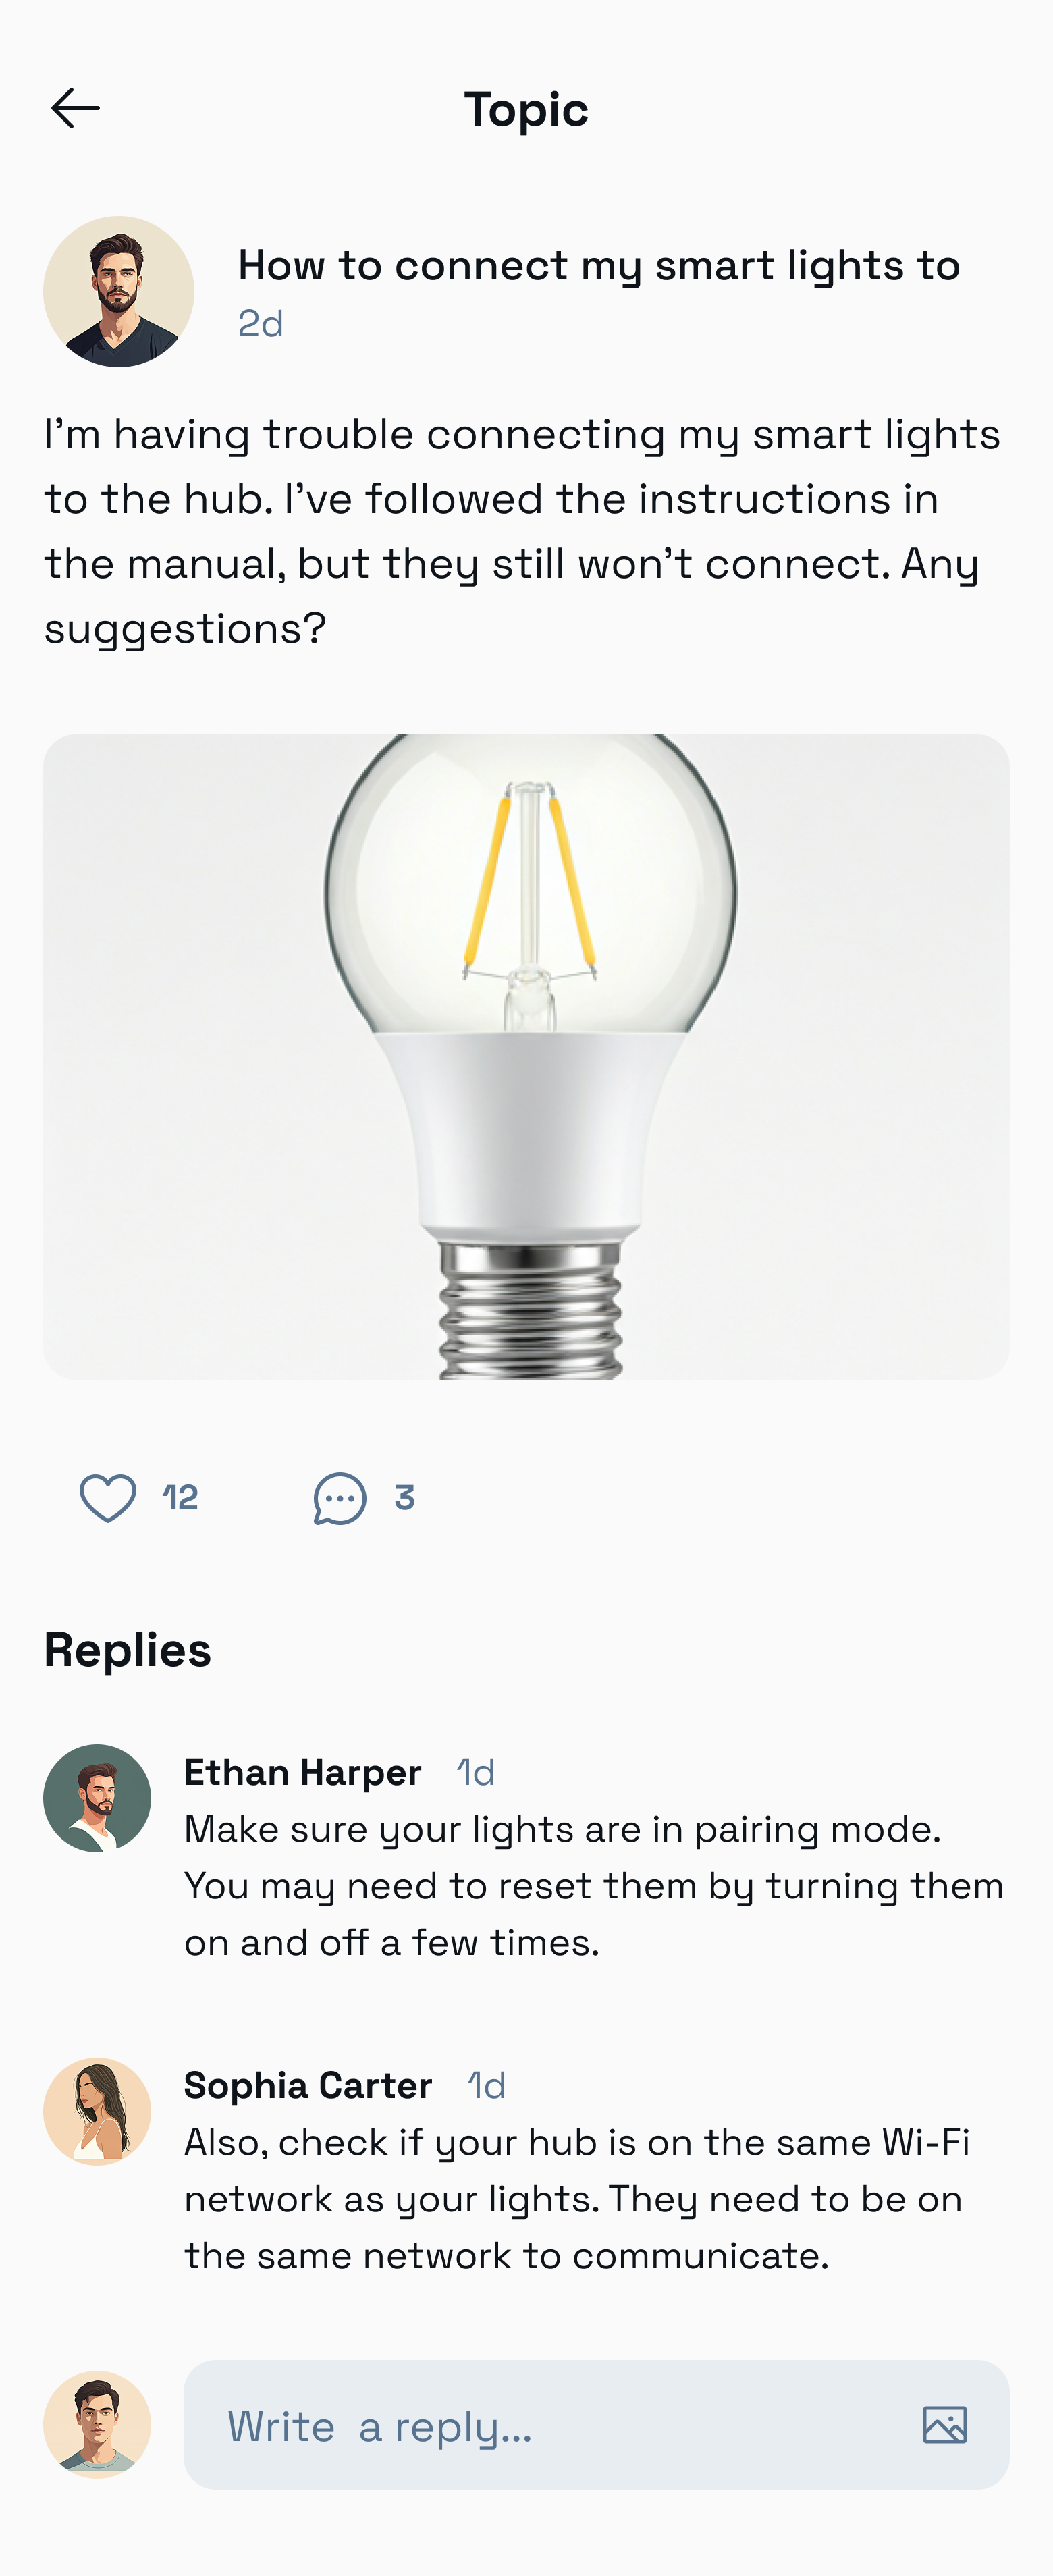 Topic
How to connect my smart lights to
2d
I’m having trouble connecting my smart lights
to the hub. I’ve followed the instructions in
the manual, but they still won’t connect. Any
suggestions?
12
3
Replies
Ethan Harper 1d
Make sure your lights are in pairing mode.
You may need to reset them by turning them
on and off a few times.
Sophia Carter 1d
Also, check if your hub is on the same Wi-Fi
network as your lights. They need to be on
the same network to communicate.
Write a reply...